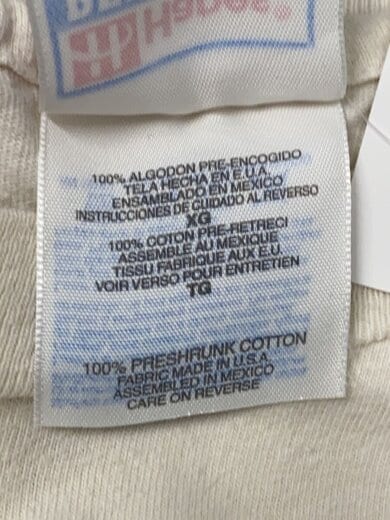 Hanes
100% ALGODON PRE-ENCOGIDO
TELA HECHA EN E.U.A.
ENSAMBLADO EN MEXICO
INSTRUCCIONES DE CUIDADO AL REVERSO
XG
100% COTON PRE-RETRECI
ASSEMBLE AU MEXIQUE
TISSU FABRIQUE AUX E.U
VOIR VERSO POUR ENTRETIEN
TG
100% PRESHRUNK COTTON
FABRIC MADE IN U.S.A.
ASSEMBLED IN MEXICO
CARE ON REVERSE